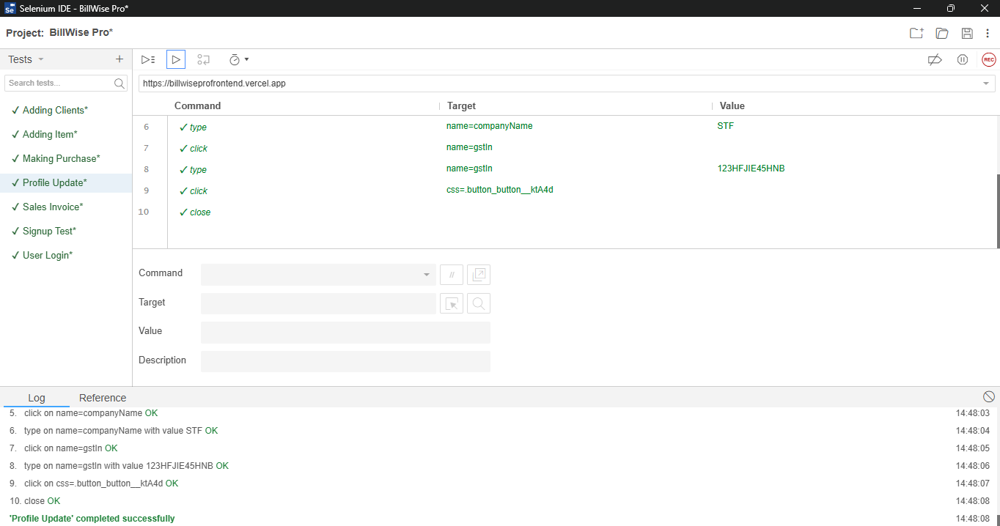 Selenium IDE - BillWise Pro*
Project: BillWise Pro*
Tests
Search tests...
✓ Adding Clients*
✓ Adding Item*
✓ Making Purchase*
✓ Profile Update*
✓ Sales Invoice*
✓ Signup Test*
✓ User Login*
REC
https://billwiseprofrontend.vercel.app
Command Target Value
6 ✓ type name=companyName STF
7 ✓ click name=gstIn
8 ✓ type name=gstIn 123HFJIE45HNB
9 ✓ click css=.button_button__ktA4d
10 ✓ close
Command //
Target
Value
Description
Log Reference
5. click on name=companyName OK 14:48:03
6. type on name=companyName with value STF OK 14:48:04
7. click on name=gstIn OK 14:48:05
8. type on name=gstIn with value 123HFJIE45HNB OK 14:48:06
9. click on css=.button_button__ktA4d OK 14:48:07
10. close OK 14:48:08
'Profile Update' completed successfully 14:48:08